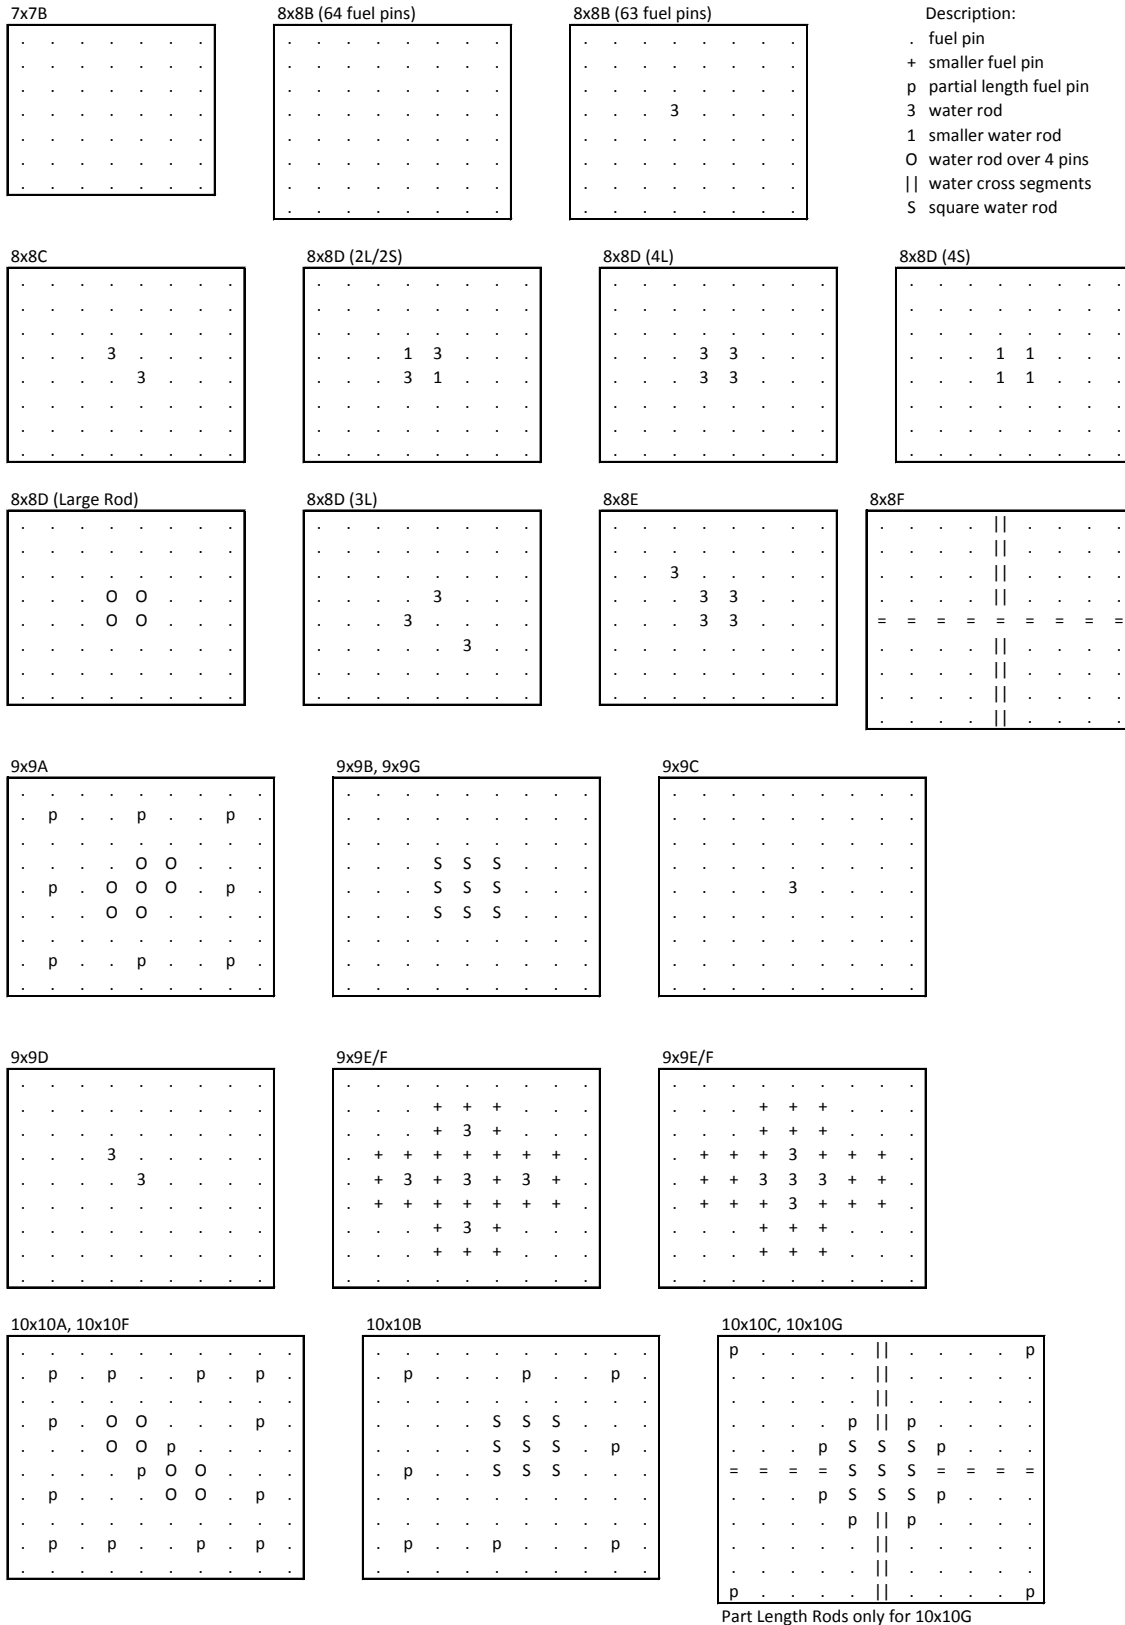 7x7B
. . . . . . .
. . . . . . .
. . . . . . .
. . . . . . .
. . . . . . .
. . . . . . .
. . . . . . .
8x8B (64 fuel pins)
. . . . . . . .
. . . . . . . .
. . . . . . . .
. . . . . . . .
. . . . . . . .
. . . . . . . .
. . . . . . . .
. . . . . . . .
8x8B (63 fuel pins)
. . . . . . . .
. . . . . . . .
. . . . . . . .
. . . 3 . . . .
. . . . . . . .
. . . . . . . .
. . . . . . . .
. . . . . . . .
Description:
. fuel pin
+ smaller fuel pin
p partial length fuel pin
3 water rod
1 smaller water rod
O water rod over 4 pins
|| water cross segments
S square water rod
8x8C
. . . . . . . .
. . . . . . . .
. . . . . . . .
. . . 3 . . . .
. . . . 3 . . .
. . . . . . . .
. . . . . . . .
. . . . . . . .
8x8D (2L/2S)
. . . . . . . .
. . . . . . . .
. . . . . . . .
. . . 1 3 . . .
. . . 3 1 . . .
. . . . . . . .
. . . . . . . .
. . . . . . . .
8x8D (4L)
. . . . . . . .
. . . . . . . .
. . . . . . . .
. . . 3 3 . . .
. . . 3 3 . . .
. . . . . . . .
. . . . . . . .
. . . . . . . .
8x8D (4S)
. . . . . . . .
. . . . . . . .
. . . . . . . .
. . . 1 1 . . .
. . . 1 1 . . .
. . . . . . . .
. . . . . . . .
. . . . . . . .
8x8D (Large Rod)
. . . . . . . .
. . . . . . . .
. . . . . . . .
. . . O O . . .
. . . O O . . .
. . . . . . . .
. . . . . . . .
. . . . . . . .
8x8D (3L)
. . . . . . . .
. . . . . . . .
. . . . . . . .
. . . . 3 . . .
. . . 3 . . . .
. . . . . 3 . .
. . . . . . . .
. . . . . . . .
8x8E
. . . . . . . .
. . . . . . . .
. . 3 . . . . .
. . . 3 3 . . .
. . . 3 3 . . .
. . . . . . . .
. . . . . . . .
. . . . . . . .
8x8F
. . . . || . . . .
. . . . || . . . .
. . . . || . . . .
. . . . || . . . .
= = = = = = = = =
. . . . || . . . .
. . . . || . . . .
. . . . || . . . .
. . . . || . . . .
9x9A
. . . . . . . . .
. p . . p . . p .
. . . . . . . . .
. . . . O O . . .
. p . O O O . p .
. . . O O . . . .
. . . . . . . . .
. p . . p . . p .
. . . . . . . . .
9x9B, 9x9G
. . . . . . . . .
. . . . . . . . .
. . . . . . . . .
. . . S S S . . .
. . . S S S . . .
. . . S S S . . .
. . . . . . . . .
. . . . . . . . .
. . . . . . . . .
9x9C
. . . . . . . . .
. . . . . . . . .
. . . . . . . . .
. . . . . . . . .
. . . . 3 . . . .
. . . . . . . . .
. . . . . . . . .
. . . . . . . . .
. . . . . . . . .
9x9D
. . . . . . . . .
. . . . . . . . .
. . . . . . . . .
. . . 3 . . . . .
. . . . 3 . . . .
. . . . . . . . .
. . . . . . . . .
. . . . . . . . .
. . . . . . . . .
9x9E/F
. . . . . . . . .
. . . + + + . . .
. . . + 3 + . . .
. + + + + + + + .
. + 3 + 3 + 3 + .
. + + + + + + + .
. . . + 3 + . . .
. . . + + + . . .
. . . . . . . . .
9x9E/F
. . . . . . . . .
. . . + + + . . .
. . . + + + . . .
. + + + 3 + + + .
. + + 3 3 3 + + .
. + + + 3 + + + .
. . . + + + . . .
. . . + + + . . .
. . . . . . . . .
10x10A, 10x10F
. . . . . . . . . .
. p . p . . p . p .
. . . . . . . . . .
. p . O O . . . p .
. . . O O p . . . .
. . . . p O O . . .
. p . . . O O . p .
. . . . . . . . . .
. p . p . . p . p .
. . . . . . . . . .
10x10B
. . . . . . . . . .
. p . . . p . . p .
. . . . . . . . . .
. . . . S S S . . .
. . . . S S S . p .
. p . . S S S . . .
. . . . . . . . . .
. . . . . . . . . .
. p . . p . . . p .
. . . . . . . . . .
10x10C, 10x10G
p . . . . || . . . . p
. . . . . || . . . . .
. . . . . || . . . . .
. . . . p || p . . . .
. . . p S S S p . . .
= = = = S S S = = = =
. . . p S S S p . . .
. . . . p || p . . . .
. . . . . || . . . . .
. . . . . || . . . . .
p . . . . || . . . . p
Part Length Rods only for 10x10G